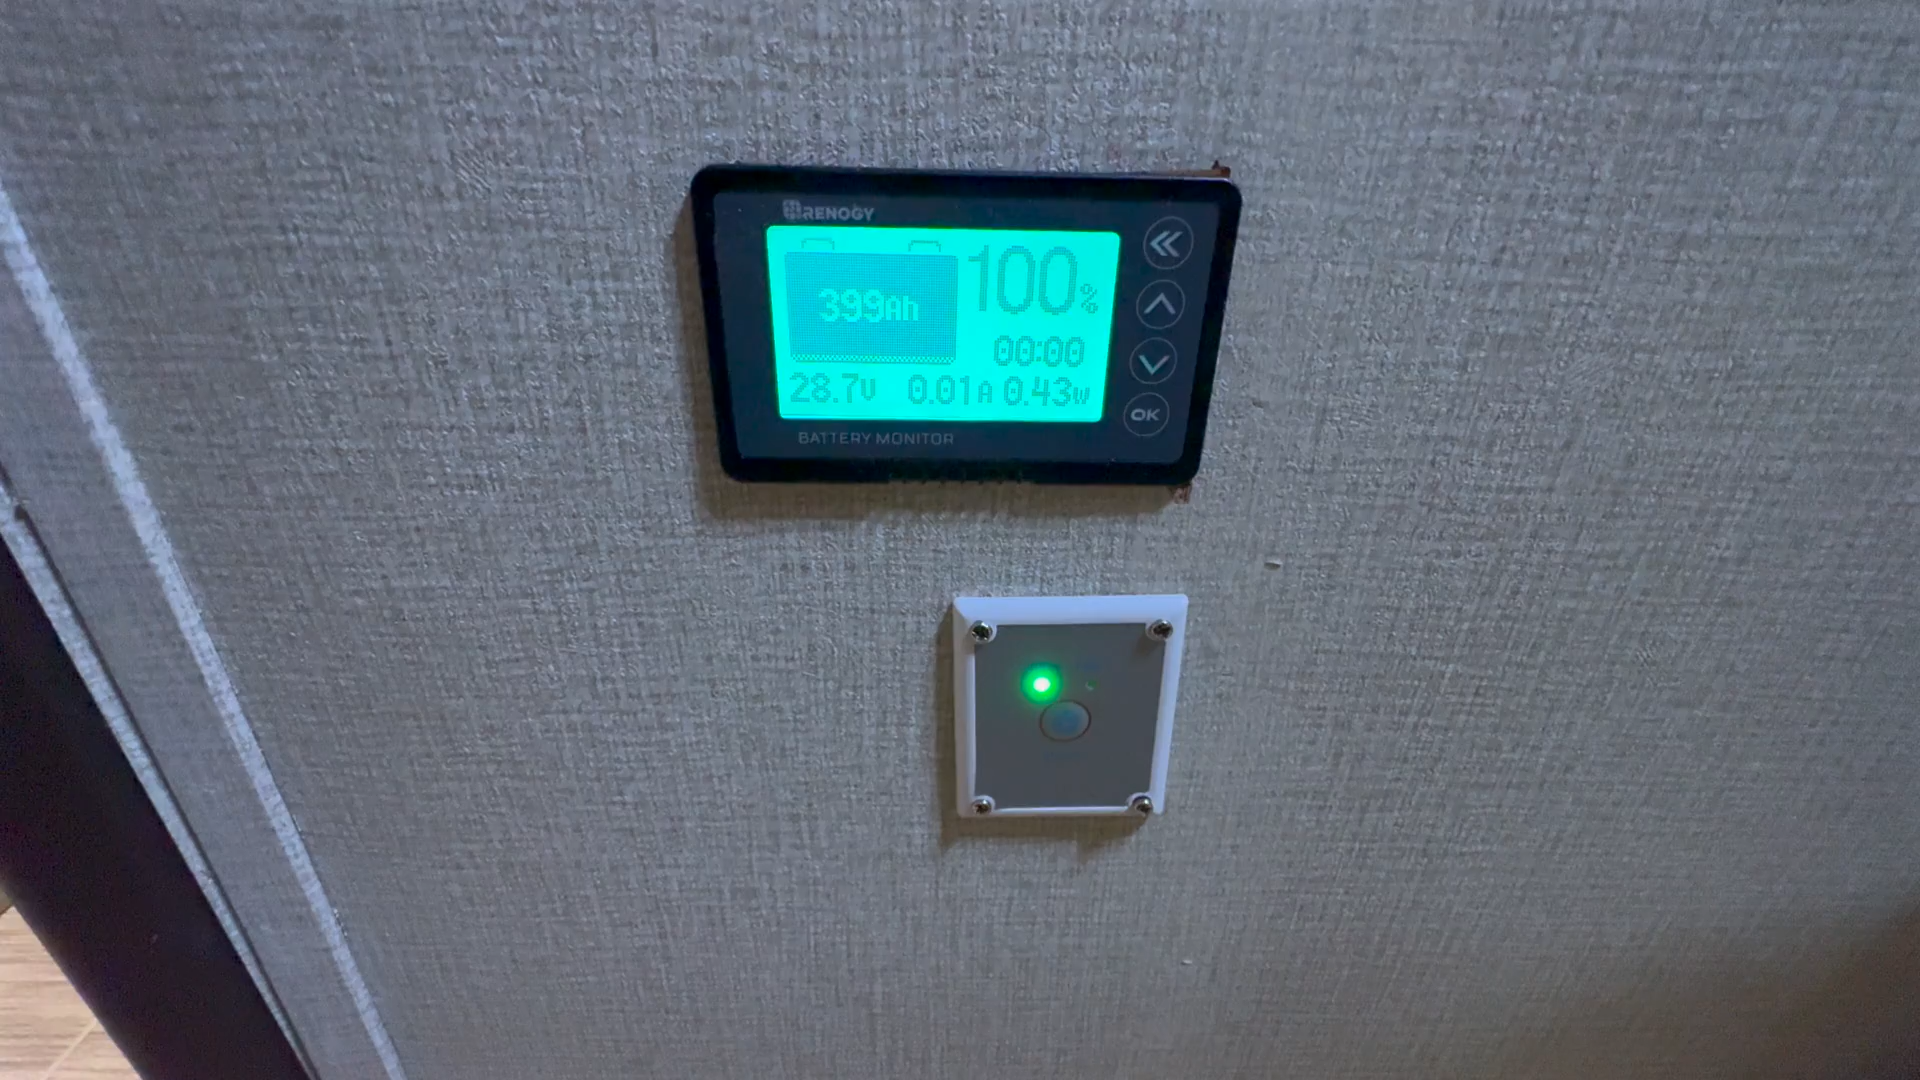 RENOGY
399Ah
100%
00:00
28.7V 0.01A 0.43W
OK
BATTERY MONITOR